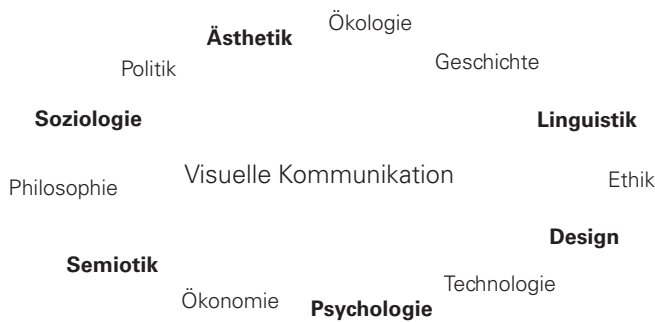 Ökologie
Ästhetik
Geschichte
Politik
Soziologie
Linguistik
Visuelle Kommunikation
Ethik
Philosophie
Design
Semiotik
Technologie
Ökonomie
Psychologie